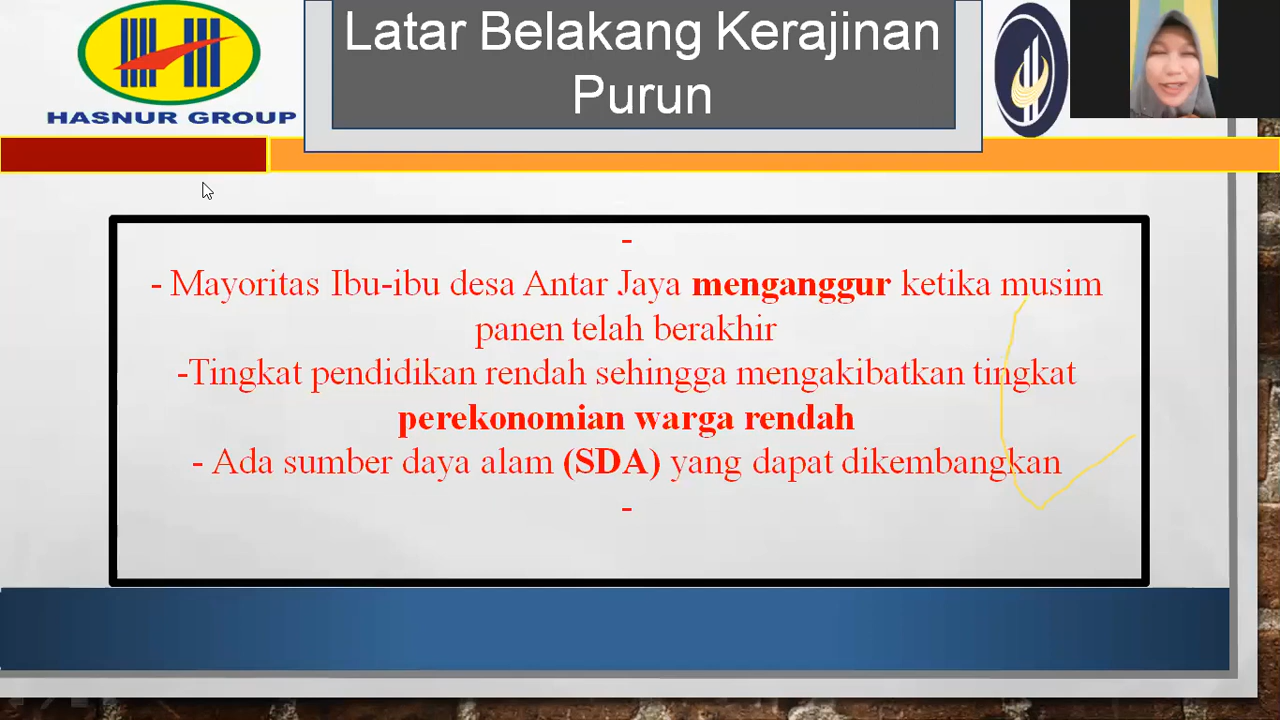 HASNUR GROUP
Latar Belakang Kerajinan
Purun
-
- Mayoritas Ibu-ibu desa Antar Jaya menganggur ketika musim
panen telah berakhir
-Tingkat pendidikan rendah sehingga mengakibatkan tingkat
perekonomian warga rendah
- Ada sumber daya alam (SDA) yang dapat dikembangkan
-